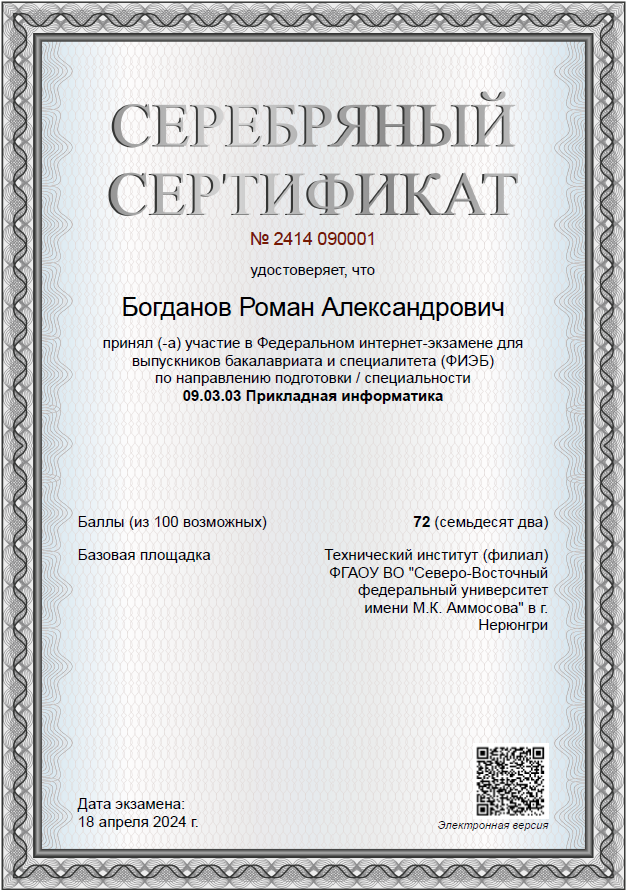 СЕРЕБРЯНЫЙ
СЕРТИФИКАТ
№ 2414 090001
удостоверяет, что
Богданов Роман Александрович
принял (-а) участие в Федеральном интернет-экзамене для
выпускников бакалавриата и специалитета (ФИЭБ)
по направлению подготовки / специальности
09.03.03 Прикладная информатика
Баллы (из 100 возможных) 72 (семьдесят два)
Базовая площадка Технический институт (филиал)
ФГАОУ ВО "Северо-Восточный
федеральный университет
имени М.К. Аммосова" в г.
Нерюнгри
Дата экзамена:
18 апреля 2024 г.
Электронная версия